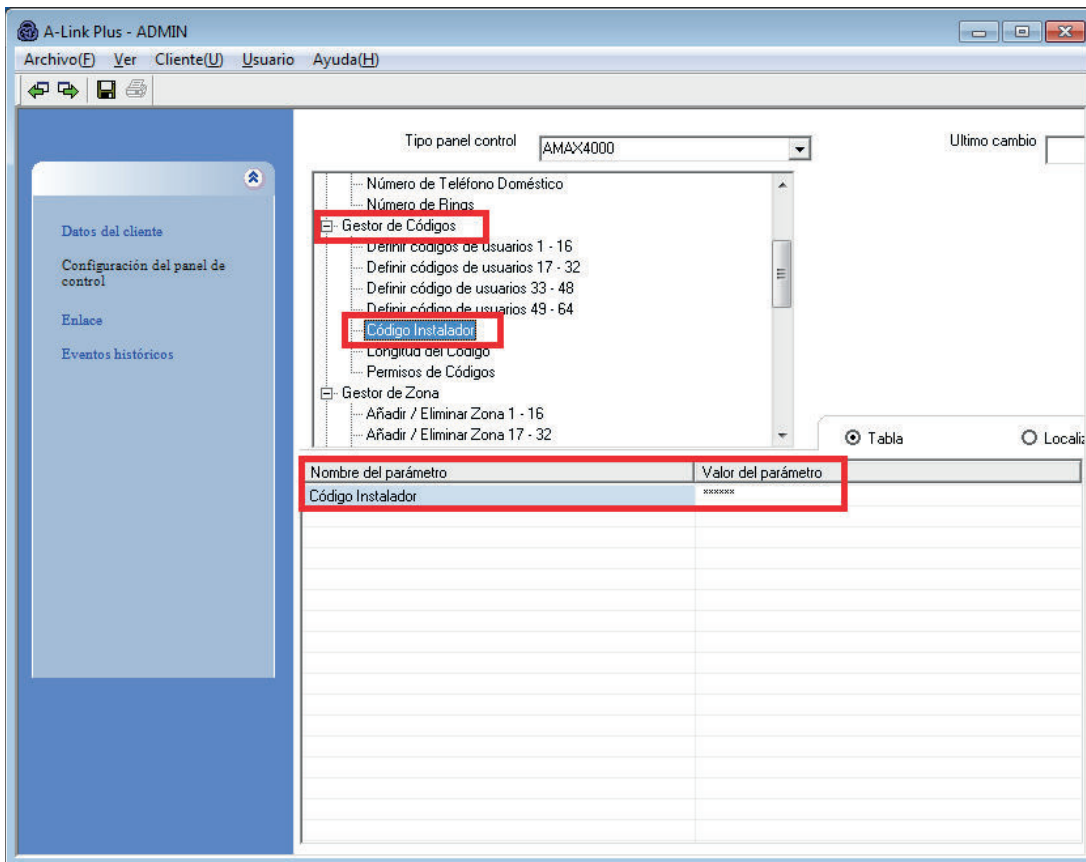 A-Link Plus - ADMIN
Archivo(F) Ver Cliente(U) Usuario Ayuda(H)
Tipo panel control
AMAX4000
Ultimo cambio
Datos del cliente
Configuración del panel de
control
Enlace
Eventos históricos
Número de Teléfono Doméstico
Número de Rings
Gestor de Códigos
Definir códigos de usuarios 1 - 16
Definir códigos de usuarios 17 - 32
Definir código de usuarios 33 - 48
Definir código de usuarios 49 - 64
Código Instalador
Longitud del Código
Permisos de Códigos
Gestor de Zona
Añadir / Eliminar Zona 1 - 16
Añadir / Eliminar Zona 17 - 32
Tabla
Localiz
Nombre del parámetro Valor del parámetro
Código Instalador ******